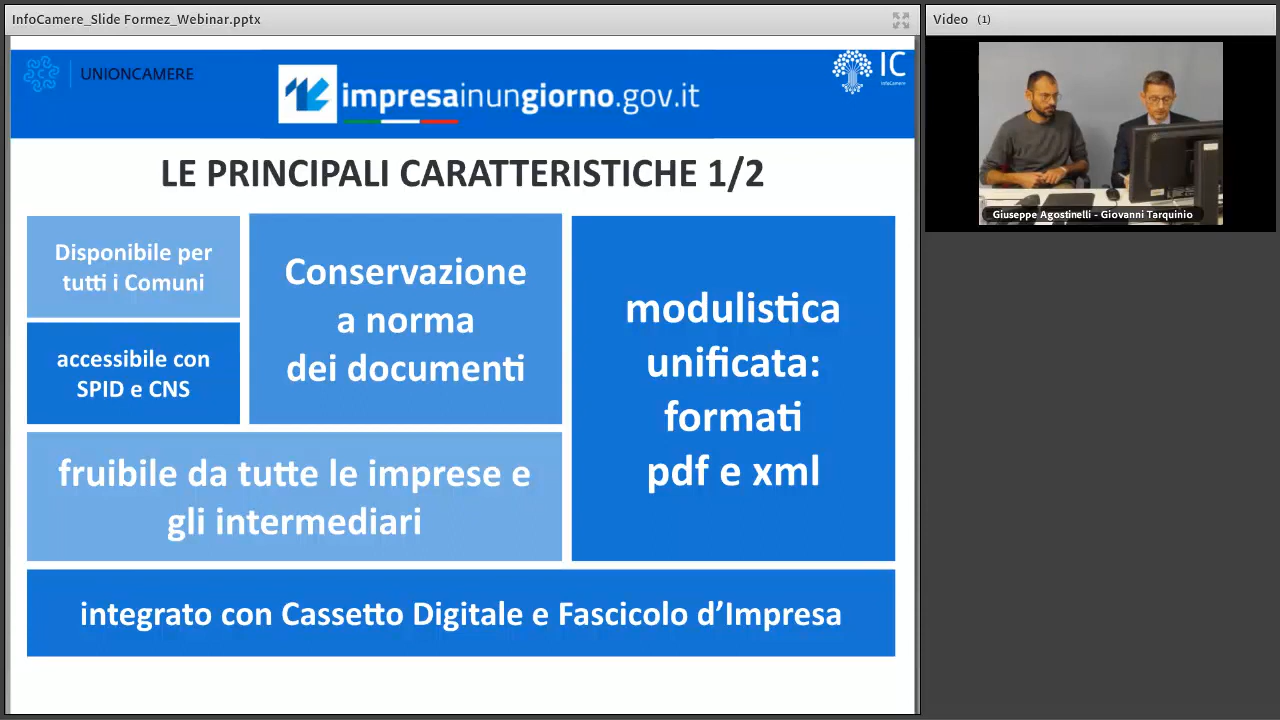 InfoCamere_Slide Formez_Webinar.pptx
Video (1)
UNIONCAMERE
impresainungiorno.gov.it
IC
InfoCamere
LE PRINCIPALI CARATTERISTICHE 1/2
Disponibile per
tutti i Comuni
accessibile con
SPID e CNS
Conservazione
a norma
dei documenti
modulistica
unificata:
formati
pdf e xml
fruibile da tutte le imprese e
gli intermediari
integrato con Cassetto Digitale e Fascicolo d’Impresa
Giuseppe Agostinelli - Giovanni Tarquinio